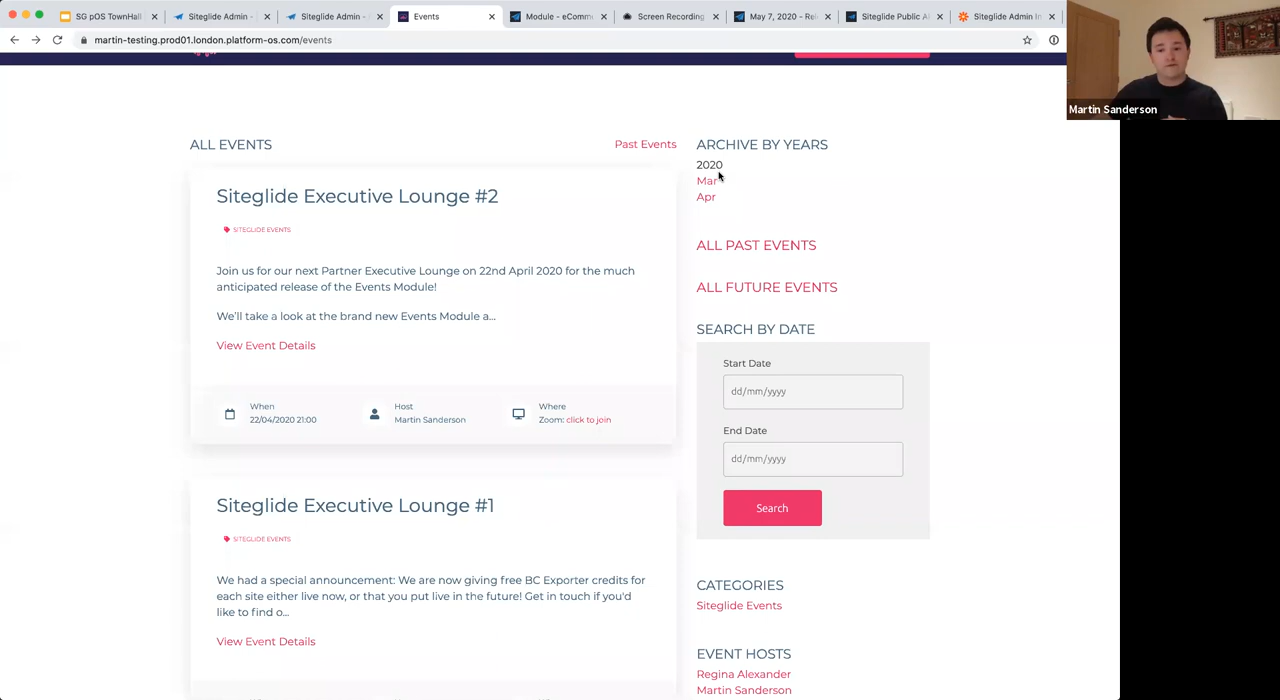 SG pOS TownHall
Siteglide Admin -
Siteglide Admin -
Events
Module - eComm
Screen Recording
May 7, 2020 - Rel
Siteglide Public A
Siteglide Admin In
martin-testing.prod01.london.platform-os.com/events
Martin Sanderson
ALL EVENTS
Past Events
Siteglide Executive Lounge #2
SITEGLIDE EVENTS
Join us for our next Partner Executive Lounge on 22nd April 2020 for the much
anticipated release of the Events Module!
We'll take a look at the brand new Events Module a...
View Event Details
When
22/04/2020 21:00
Host
Martin Sanderson
Where
Zoom: click to join
Siteglide Executive Lounge #1
SITEGLIDE EVENTS
We had a special announcement: We are now giving free BC Exporter credits for
each site either live now, or that you put live in the future! Get in touch if you'd
like to find o...
View Event Details
ARCHIVE BY YEARS
2020
Mar
Apr
ALL PAST EVENTS
ALL FUTURE EVENTS
SEARCH BY DATE
Start Date
dd/mm/yyyy
End Date
dd/mm/yyyy
Search
CATEGORIES
Siteglide Events
EVENT HOSTS
Regina Alexander
Martin Sanderson